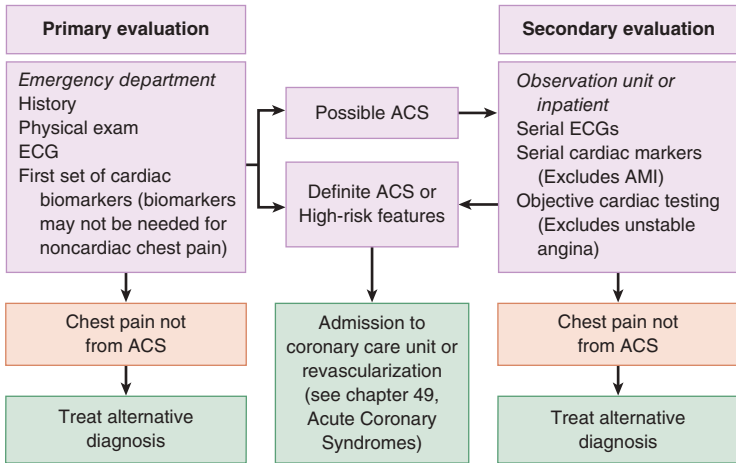 Primary evaluation
Emergency department
History
Physical exam
ECG
First set of cardiac
biomarkers (biomarkers
may not be needed for
noncardiac chest pain)
Chest pain not
from ACS
Treat alternative
diagnosis
Possible ACS
Definite ACS or
High-risk features
Admission to
coronary care unit or
revascularization
(see chapter 49,
Acute Coronary
Syndromes)
Secondary evaluation
Observation unit or
inpatient
Serial ECGs
Serial cardiac markers
(Excludes AMI)
Objective cardiac testing
(Excludes unstable
angina)
Chest pain not
from ACS
Treat alternative
diagnosis